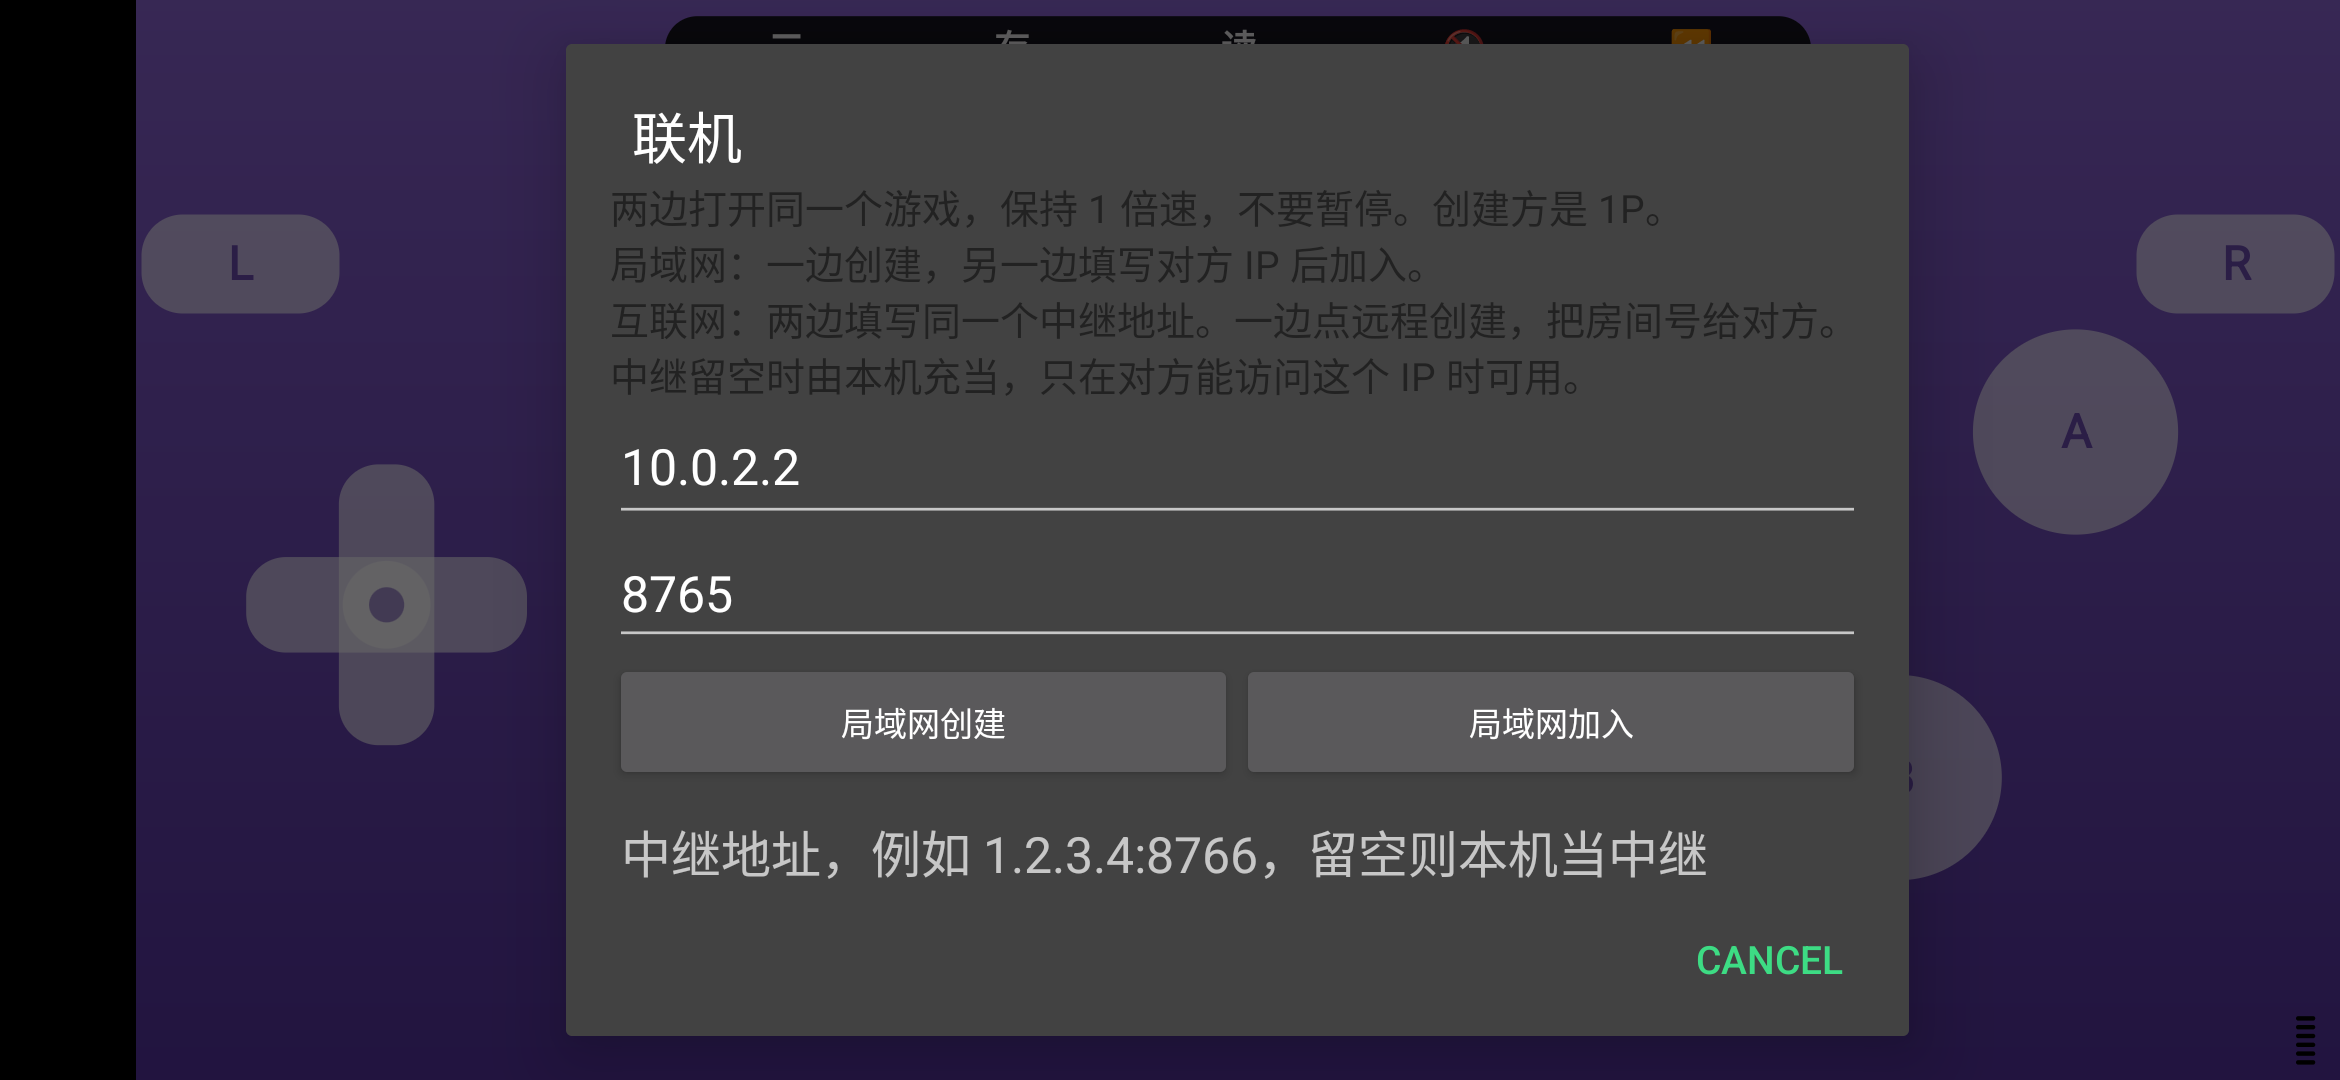 联机
两边打开同一个游戏，保持 1 倍速，不要暂停。创建方是 1P。
局域网：一边创建，另一边填写对方 IP 后加入。
互联网：两边填写同一个中继地址。一边点远程创建，把房间号给对方。
中继留空时由本机充当，只在对方能访问这个 IP 时可用。
L
R
10.0.2.2
A
8765
局域网创建
局域网加入
中继地址，例如 1.2.3.4:8766，留空则本机当中继
CANCEL